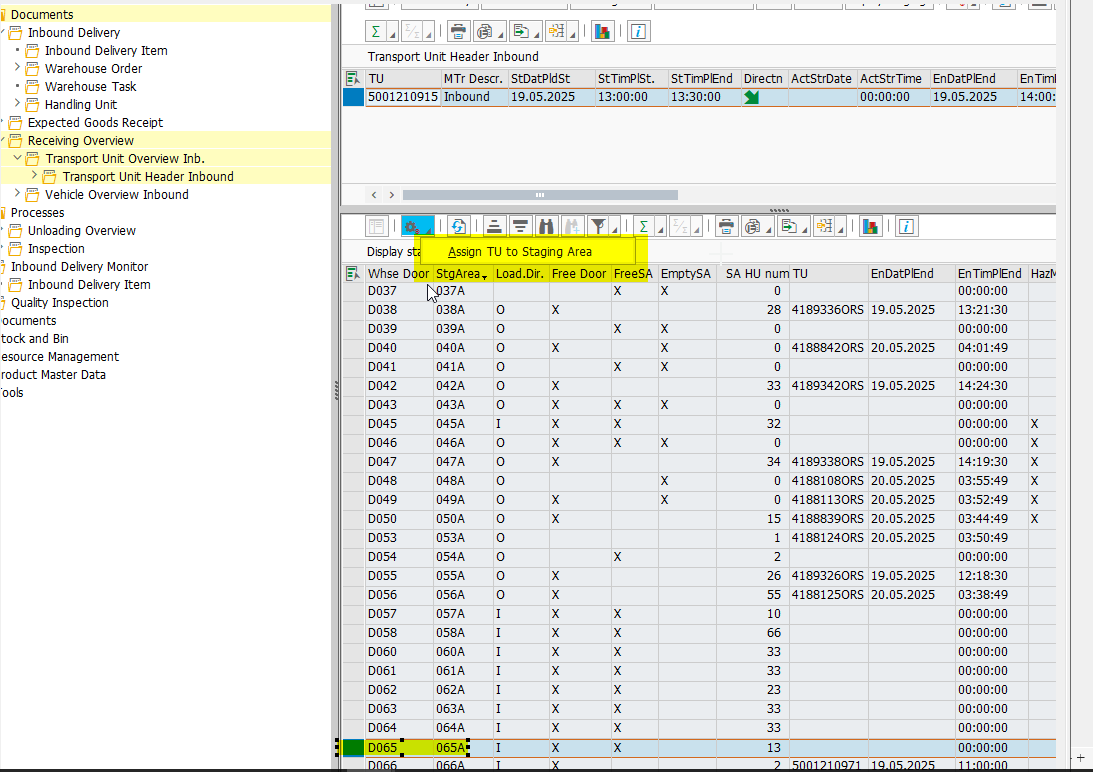 Documents
Inbound Delivery
Inbound Delivery Item
Warehouse Order
Warehouse Task
Handling Unit
Expected Goods Receipt
Receiving Overview
Transport Unit Overview Inb.
Transport Unit Header Inbound
Vehicle Overview Inbound
Processes
Unloading Overview
Inspection
Inbound Delivery Monitor
Inbound Delivery Item
Quality Inspection
ocuments
tock and Bin
esource Management
roduct Master Data
ools
Transport Unit Header Inbound
TU MTr Descr. StDatPldSt StTimPlSt. StTimPlEnd Directn ActStrDate ActStrTime EnDatPlEnd EnTiml
5001210915 Inbound 19.05.2025 13:00:00 13:30:00 00:00:00 19.05.2025 14:00:
Display sta
Assign TU to Staging Area
Whse Door StgArea Load.Dir. Free Door FreeSA EmptySA SA HU num TU EnDatPlEnd EnTimPlEnd HazM
D037 037A X X 0 00:00:00
D038 038A O X 28 4189336ORS 19.05.2025 13:21:30
D039 039A O X X 0 00:00:00
D040 040A O X X 0 4188842ORS 20.05.2025 04:01:49
D041 041A O X X 0 00:00:00
D042 042A O X 33 4189342ORS 19.05.2025 14:24:30
D043 043A O X X X 0 00:00:00
D045 045A I X X 32 00:00:00 X
D046 046A O X X X 0 00:00:00 X
D047 047A O X 34 4189338ORS 19.05.2025 14:19:30 X
D048 048A O X 0 4188108ORS 20.05.2025 03:55:49 X
D049 049A O X X 0 4188113ORS 20.05.2025 03:52:49 X
D050 050A O X 15 4188839ORS 20.05.2025 03:44:49 X
D053 053A O 1 4188124ORS 20.05.2025 03:50:49
D054 054A O X 2 00:00:00
D055 055A O X 26 4189326ORS 19.05.2025 12:18:30
D056 056A O X 55 4188125ORS 20.05.2025 03:38:49
D057 057A I X X 10 00:00:00
D058 058A I X X 66 00:00:00
D060 060A I X X 33 00:00:00
D061 061A I X X 33 00:00:00
D062 062A I X X 23 00:00:00
D063 063A I X X 33 00:00:00
D064 064A I X X 33 00:00:00
D065 065A I X X 13 00:00:00
D066 066A I X 2 5001210971 19.05.2025 11:00:00